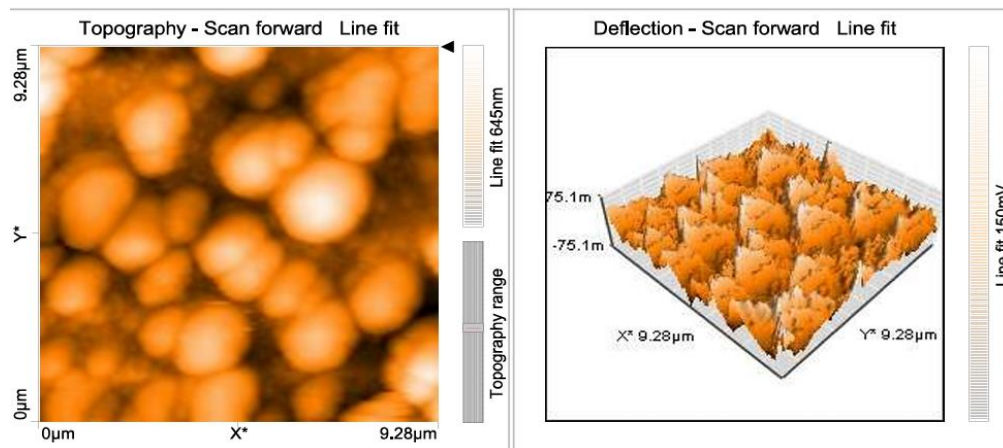 Topography - Scan forward Line fit
9.28µm
Y*
0µm
0µm X* 9.28µm
Line fit 645nm
Topography range
Deflection - Scan forward Line fit
75.1m
-75.1m
X* 9.28µm
Y* 9.28µm
Line fit 150mV